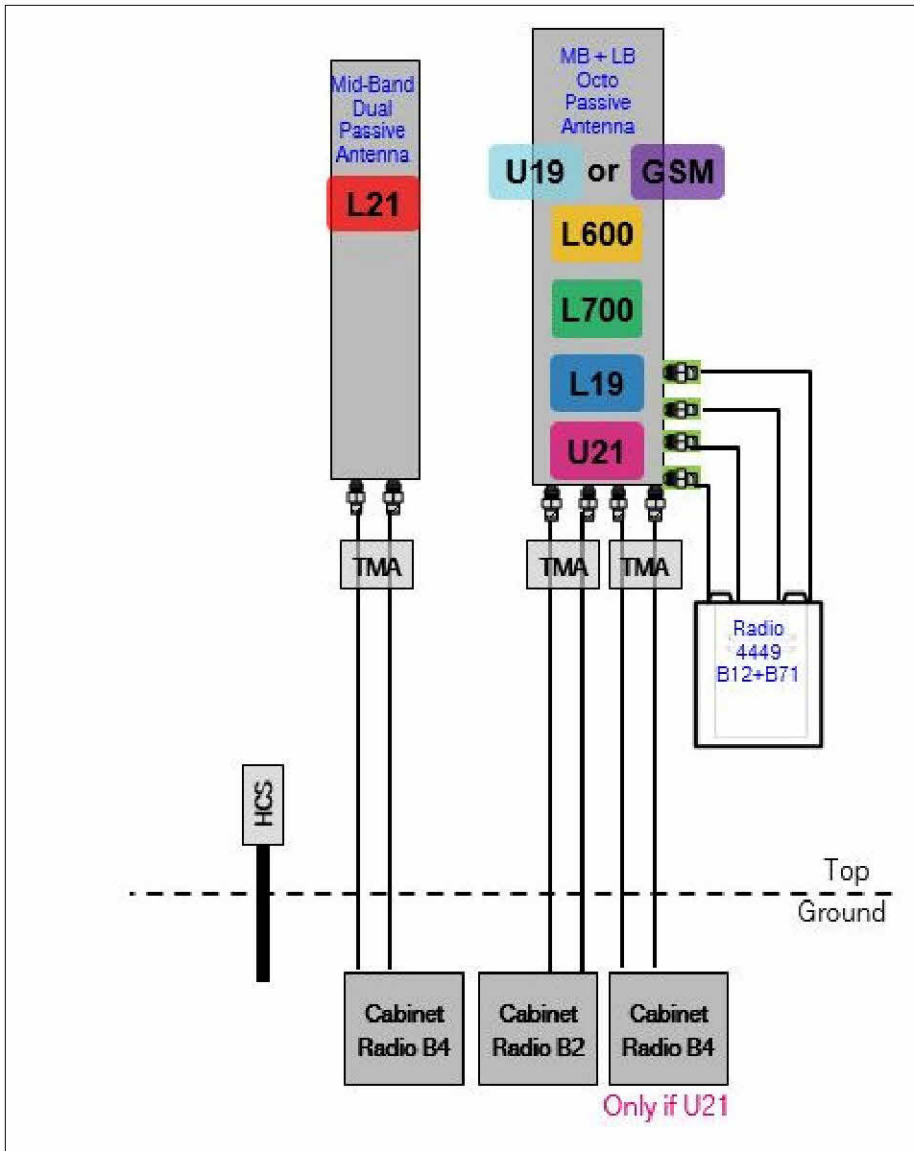 Mid-Band
Dual
Passive
Antenna
L21
MB + LB
Octo
Passive
Antenna
U19 or GSM
L600
L700
L19
U21
TMA
TMA
TMA
Radio
4449
B12+B71
HCS
Top
Ground
Cabinet
Radio B4
Cabinet
Radio B2
Cabinet
Radio B4
Only if U21